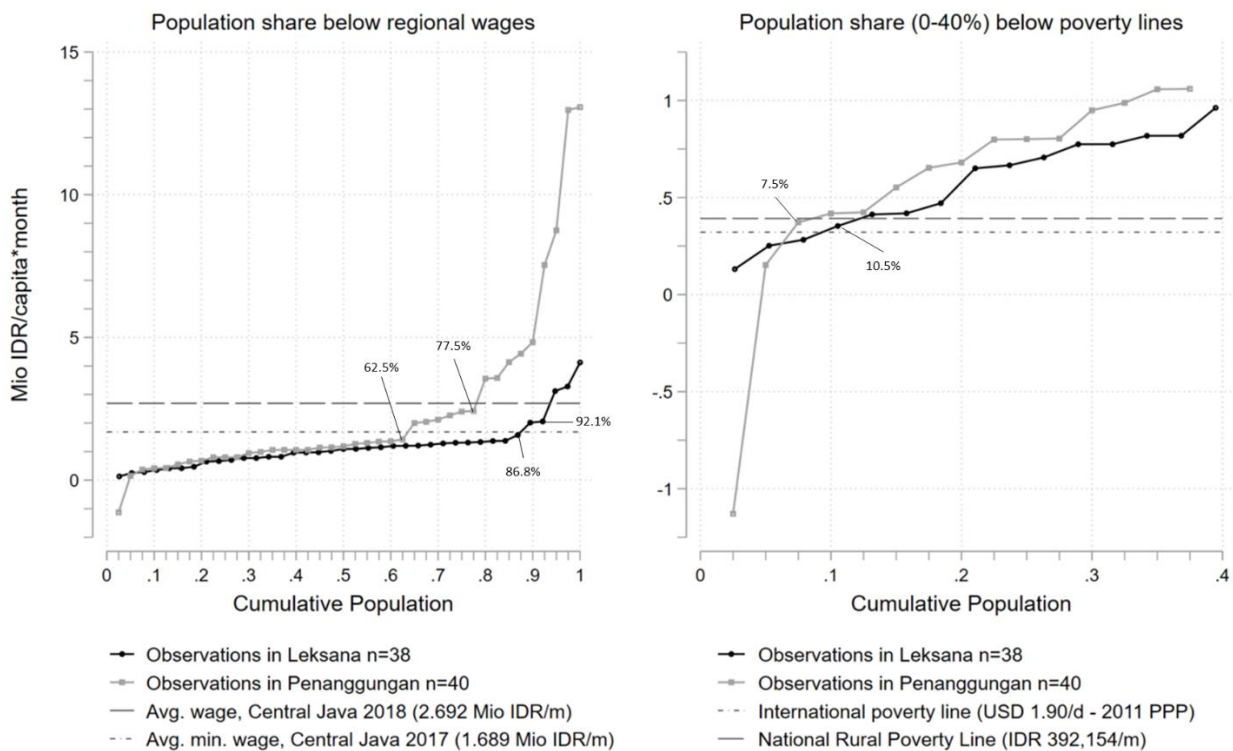 Population share below regional wages
Mio IDR/capita*month
15
10
5
0
62.5%
77.5%
92.1%
86.8%
0 .1 .2 .3 .4 .5 .6 .7 .8 .9 1
Cumulative Population
Observations in Leksana n=38
Observations in Penanggungan n=40
Avg. wage, Central Java 2018 (2.692 Mio IDR/m)
Avg. min. wage, Central Java 2017 (1.689 Mio IDR/m)
Population share (0-40%) below poverty lines
1
.5
0
-.5
-1
7.5%
10.5%
0 .1 .2 .3 .4
Cumulative Population
Observations in Leksana n=38
Observations in Penanggungan n=40
International poverty line (USD 1.90/d - 2011 PPP)
National Rural Poverty Line (IDR 392,154/m)